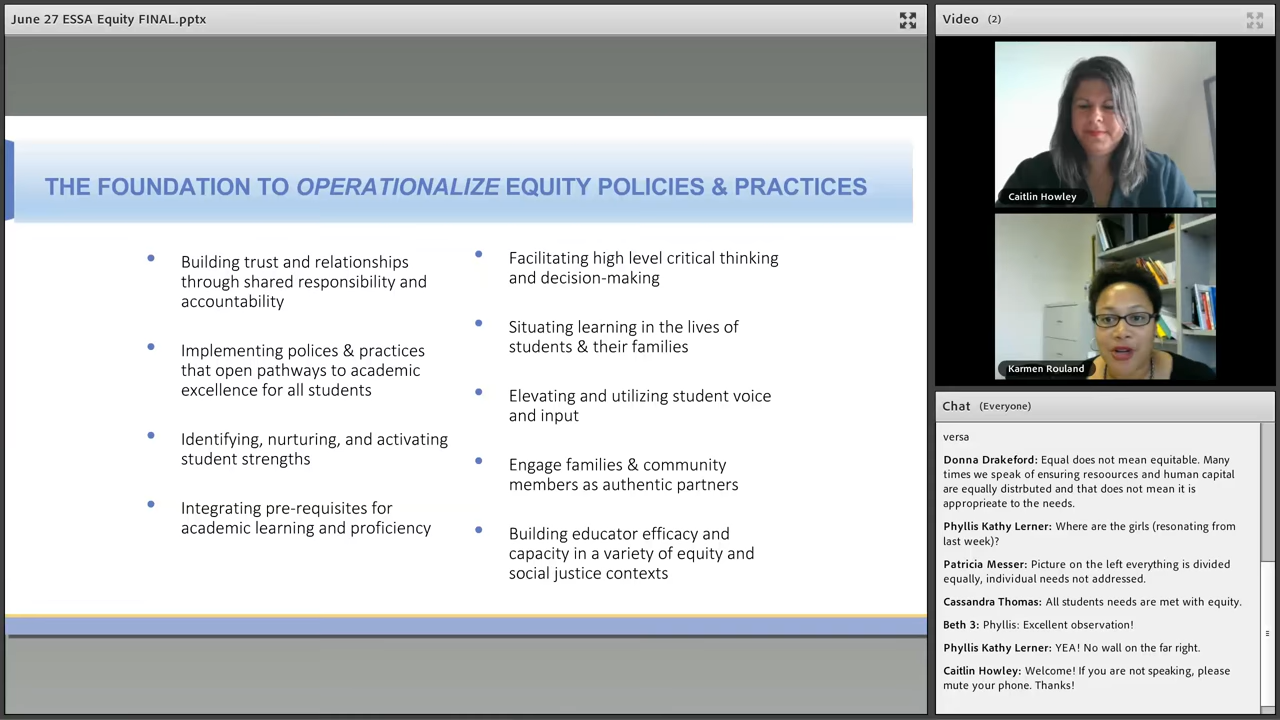 June 27 ESSA Equity FINAL.pptx
THE FOUNDATION TO OPERATIONALIZE EQUITY POLICIES & PRACTICES
• Building trust and relationships
through shared responsibility and
accountability
• Implementing polices & practices
that open pathways to academic
excellence for all students
• Identifying, nurturing, and activating
student strengths
• Integrating pre-requisites for
academic learning and proficiency
• Facilitating high level critical thinking
and decision-making
• Situating learning in the lives of
students & their families
• Elevating and utilizing student voice
and input
• Engage families & community
members as authentic partners
• Building educator efficacy and
capacity in a variety of equity and
social justice contexts
Video (2)
Caitlin Howley
Karmen Rouland
Chat (Everyone)
versa
Donna Drakeford: Equal does not mean equitable. Many
times we speak of ensuring resoources and human capital
are equally distrbuted and that does not mean it is
approprieate to the needs.
Phyllis Kathy Lerner: Where are the girls (resonating from
last week)?
Patricia Messer: Picture on the left everything is divided
equally, individual needs not addressed.
Cassandra Thomas: All students needs are met with equity.
Beth 3: Phyllis: Excellent observation!
Phyllis Kathy Lerner: YEA! No wall on the far right.
Caitlin Howley: Welcome! If you are not speaking, please
mute your phone. Thanks!